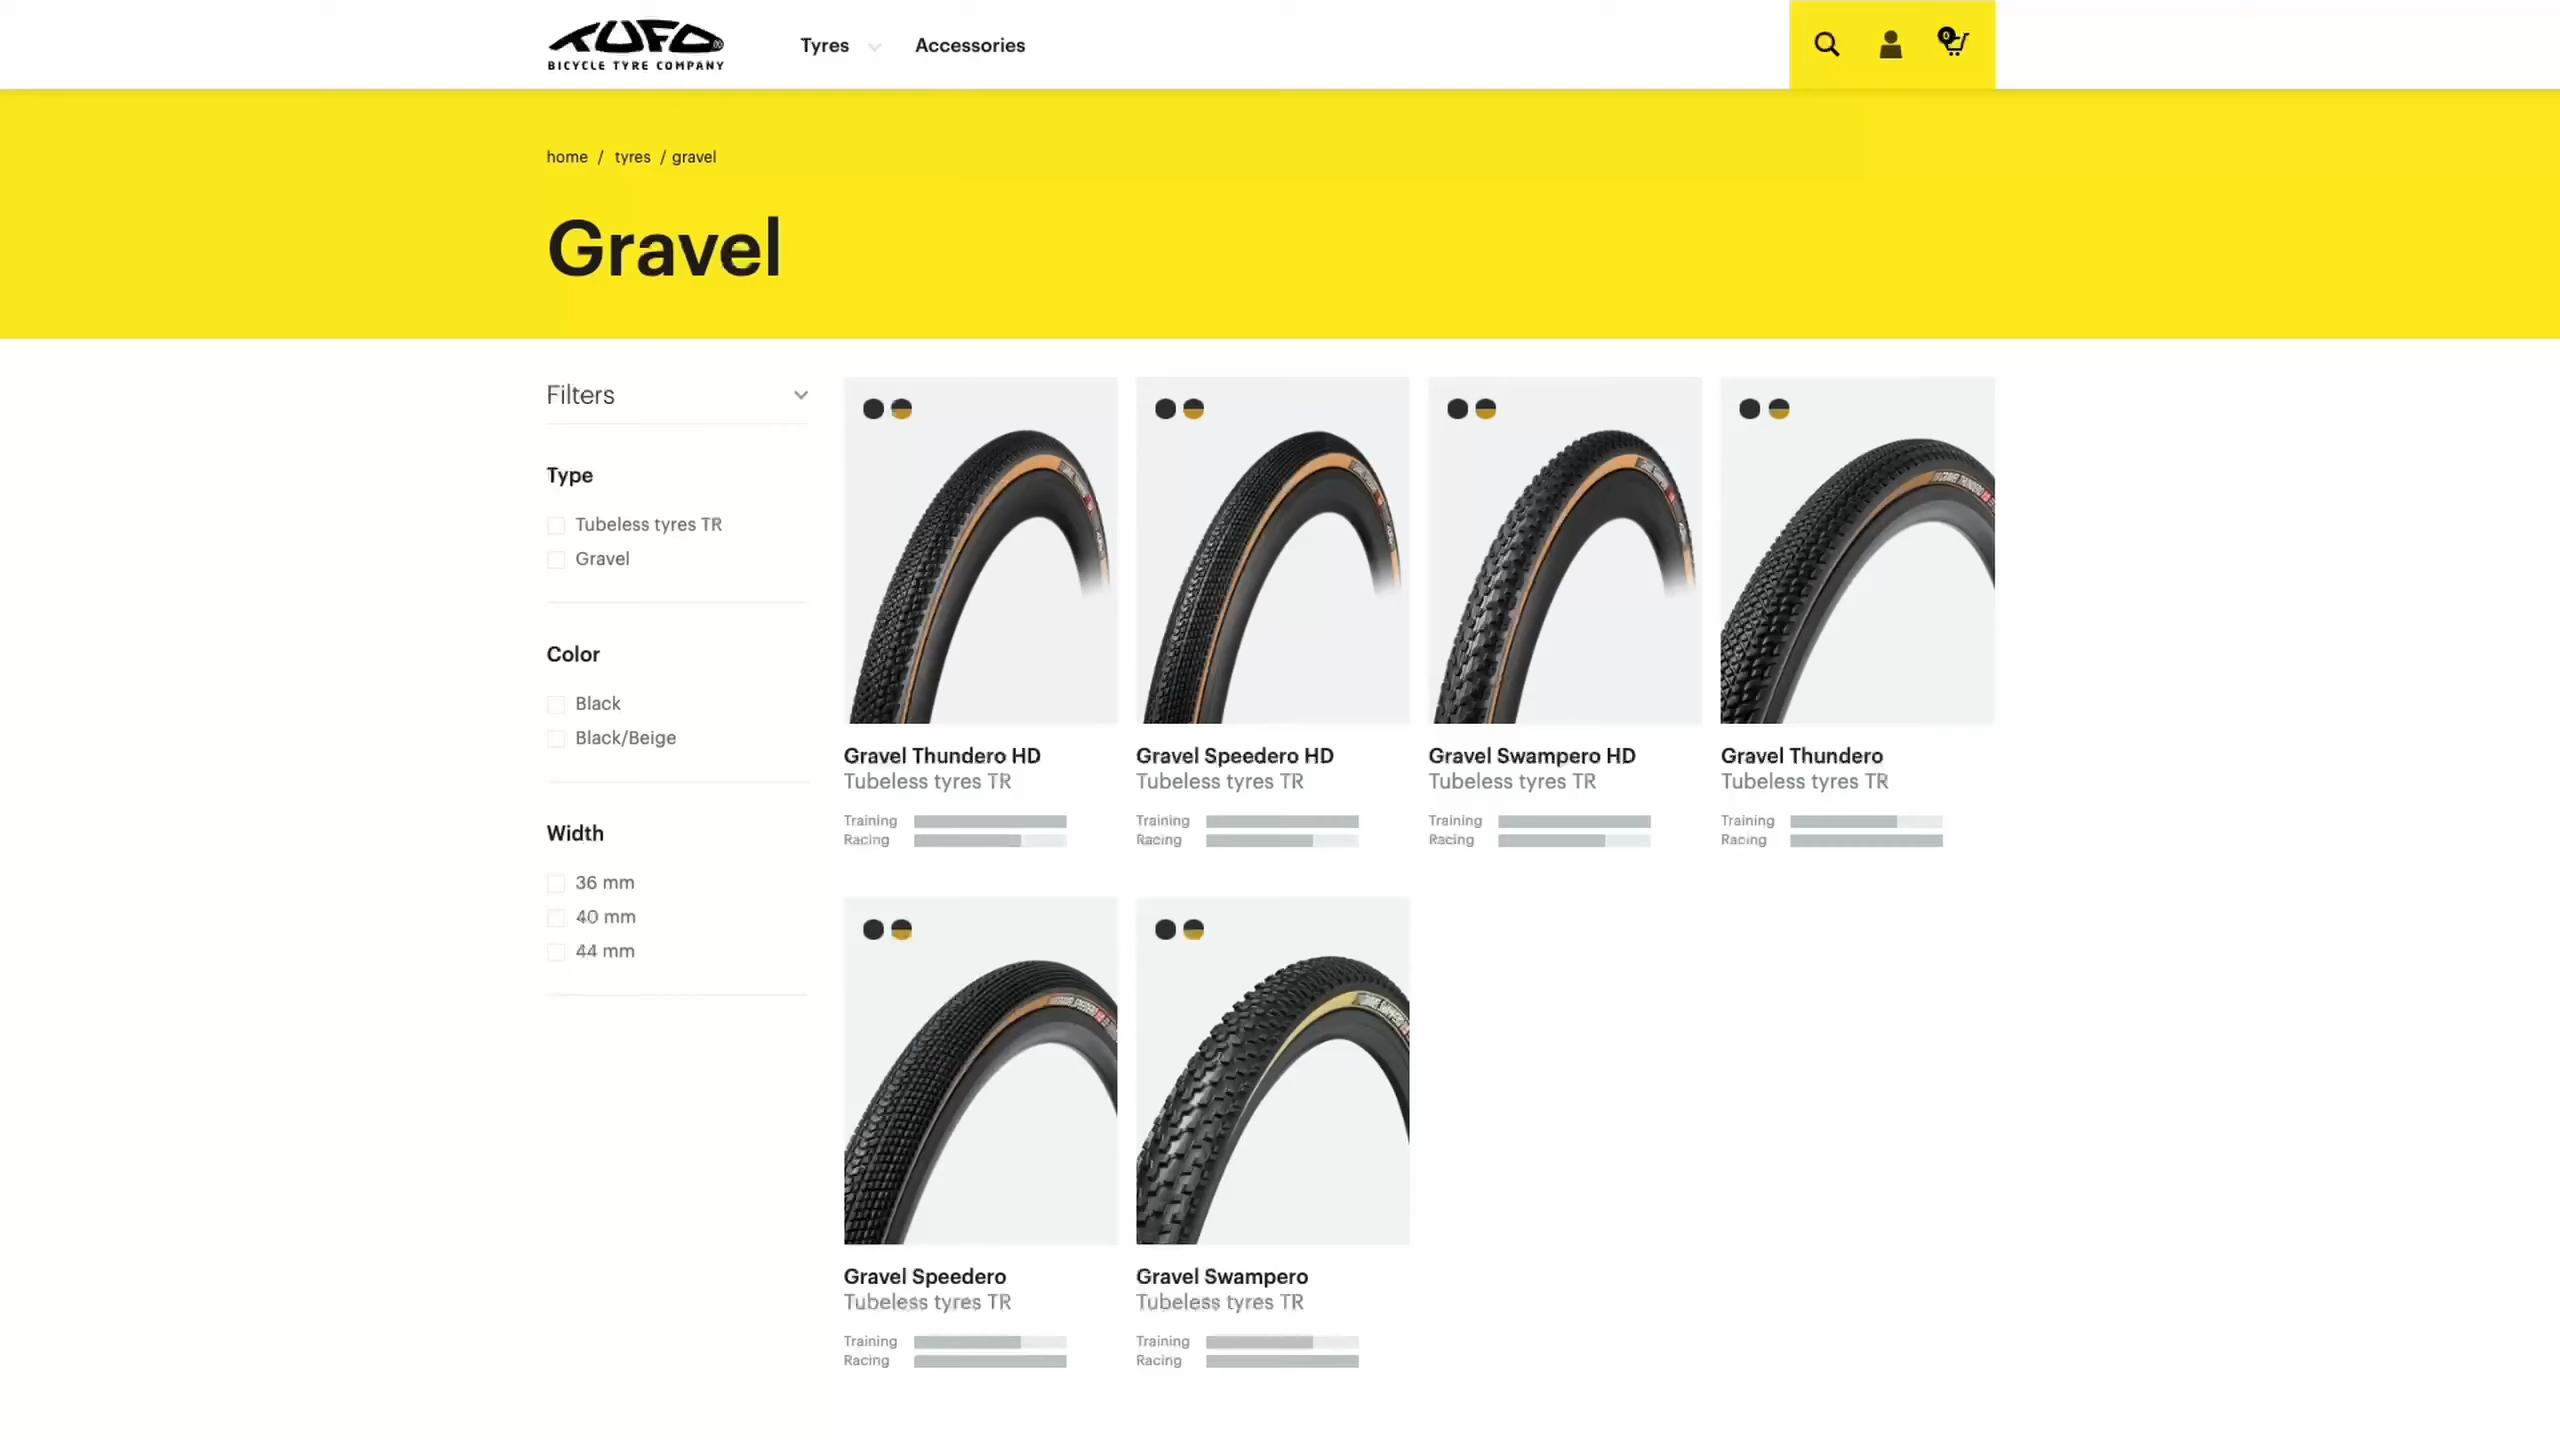 TUFO®
BICYCLE TYRE COMPANY
Tyres
Accessories
0
home / tyres / gravel
Gravel
Filters
Type
Tubeless tyres TR
Gravel
Color
Black
Black/Beige
Width
36 mm
40 mm
44 mm
Gravel Thundero HD
Tubeless tyres TR
Training
Racing
Gravel Speedero HD
Tubeless tyres TR
Training
Racing
Gravel Swampero HD
Tubeless tyres TR
Training
Racing
GRAVEL THUNDERO
Gravel Thundero
Tubeless tyres TR
Training
Racing
Gravel Speedero
Tubeless tyres TR
Training
Racing
Gravel Swampero
Tubeless tyres TR
Training
Racing